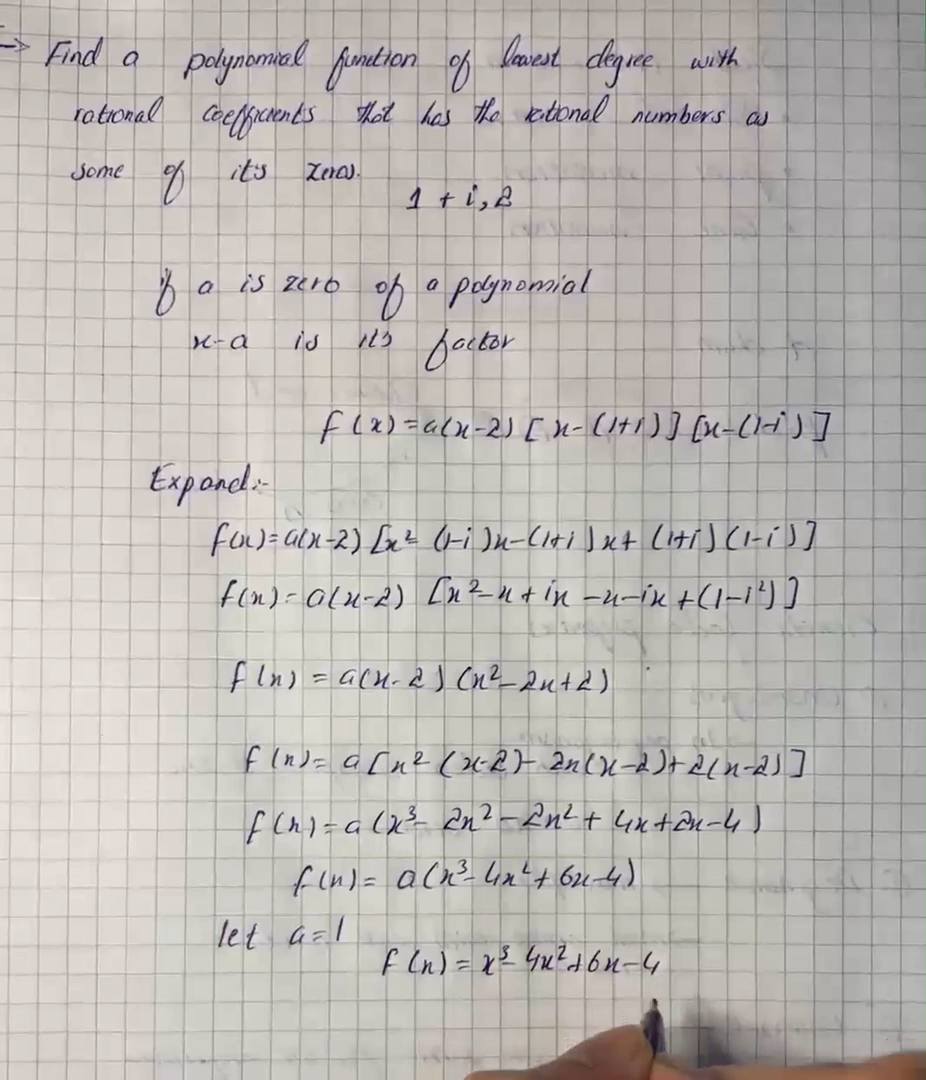 → Find a polynomial function of lowest degree with
rational coefficients that has the rational numbers as
some of it's zeros.
1 + i, 2
if a is zero of a polynomial
x-a is its factor
f(x) = a(x-2) [x-(1+i)] [x-(1-i)]
Expand:-
f(x) = a(x-2) [x²-(1-i)x-(1+i)x+(1+i)(1-i)]
f(x) = a(x-2) [x²-x+ix-x-ix+(1-i²)]
f(x) = a(x-2)(x²-2x+2)
f(x) = a[x²(x-2)-2x(x-2)+2(x-2)]
f(x) = a(x³-2x²-2x²+4x+2x-4)
f(x) = a(x³-4x²+6x-4)
let a=1
f(x) = x³-4x²+6x-4